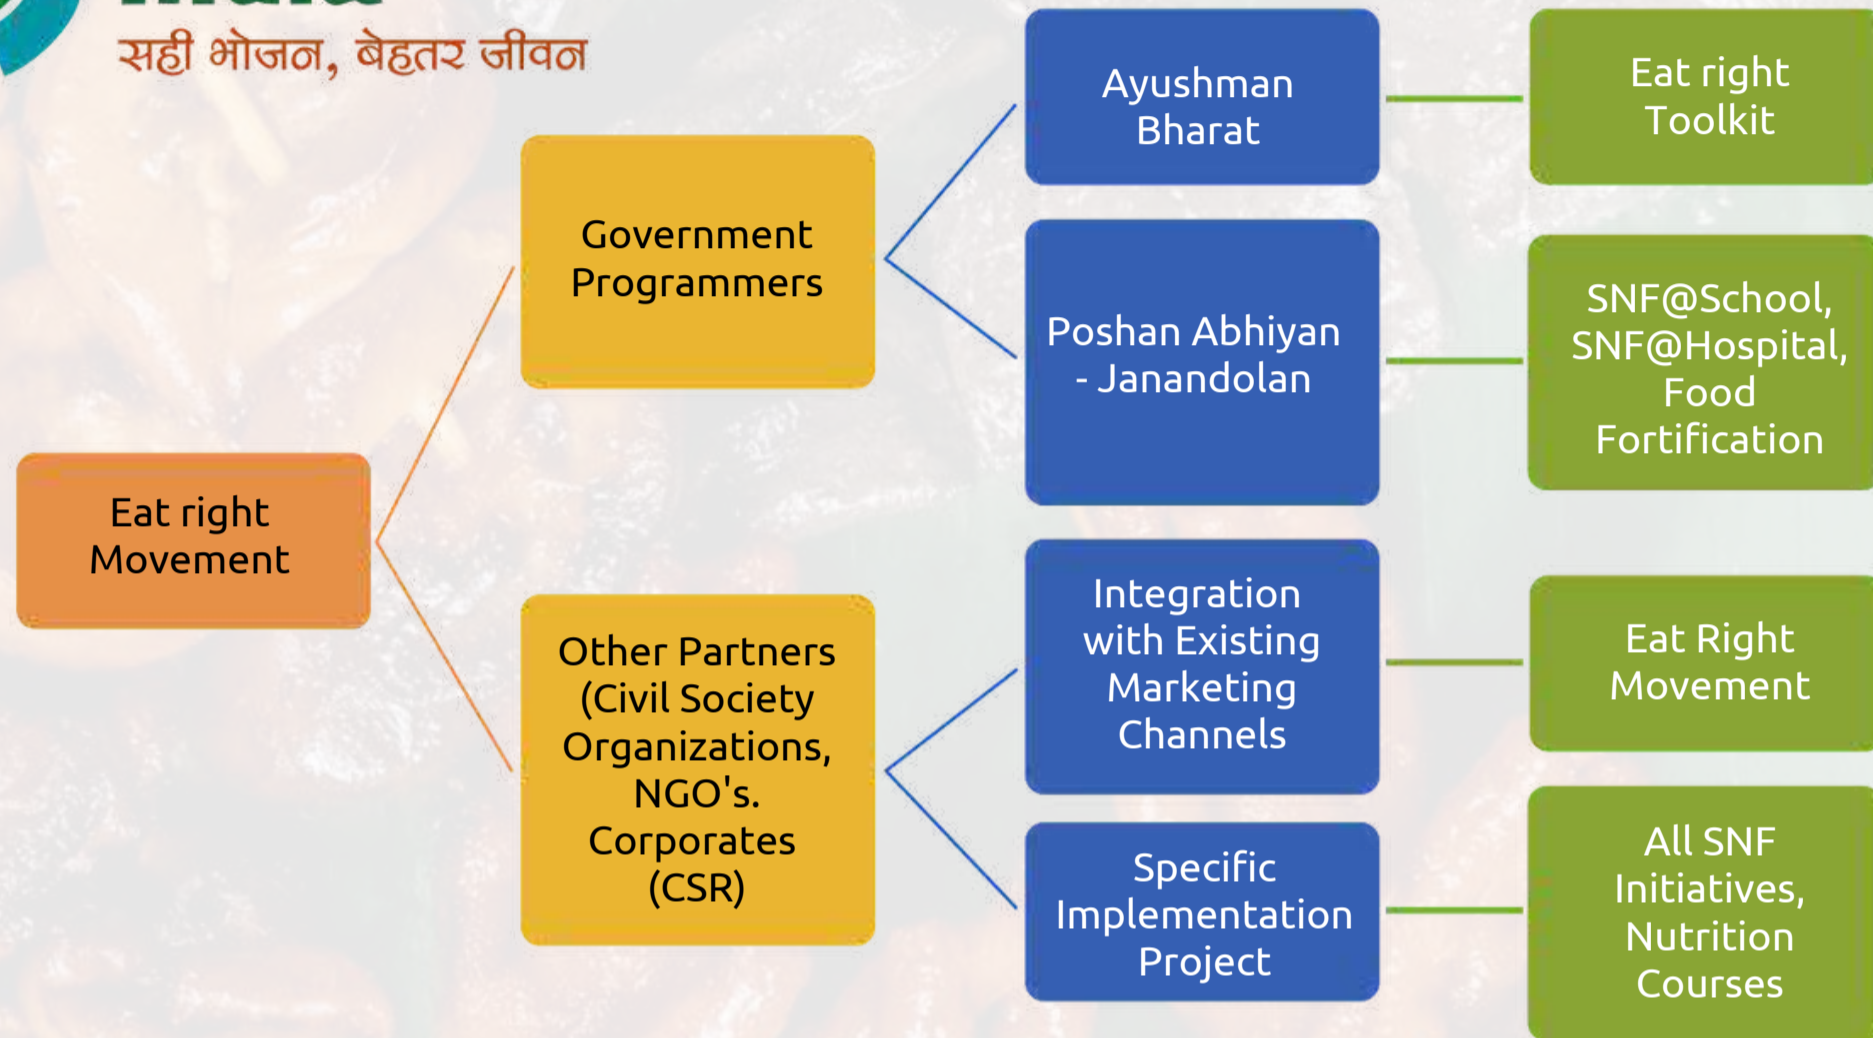 सही भोजन, बेहतर जीवन
Eat right
Movement
Government
Programmers
Other Partners
(Civil Society
Organizations,
NGO's.
Corporates
(CSR)
Ayushman
Bharat
Poshan Abhiyan
- Janandolan
Integration
with Existing
Marketing
Channels
Specific
Implementation
Project
Eat right
Toolkit
SNF@School,
SNF@Hospital,
Food
Fortification
Eat Right
Movement
All SNF
Initiatives,
Nutrition
Courses